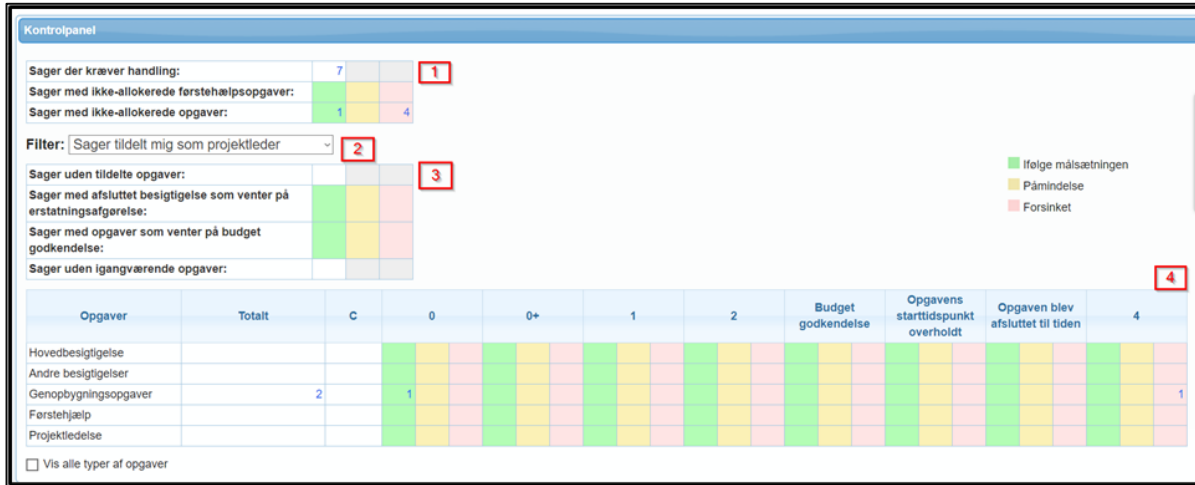 Kontrolpanel
Sager der kræver handling: 7
1
Sager med ikke-allokerede førstehælpsopgaver:
Sager med ikke-allokerede opgaver: 1 4
Filter: Sager tildelt mig som projektleder
2
Sager uden tildelte opgaver:
3
Sager med afsluttet besigtigelse som venter på
erstatningsafgørelse:
Sager med opgaver som venter på budget
godkendelse:
Sager uden igangværende opgaver:
Ifølge målsætningen
Påmindelse
Forsinket
4
Opgaver Totalt C 0 0+ 1 2 Budget godkendelse Opgavens starttidspunkt overholdt Opgaven blev afsluttet til tiden 4
Hovedbesigtigelse
Andre besigtigelser
Genopbygningsopgaver 2 1 1
Førstehjælp
Projektledelse
Vis alle typer af opgaver